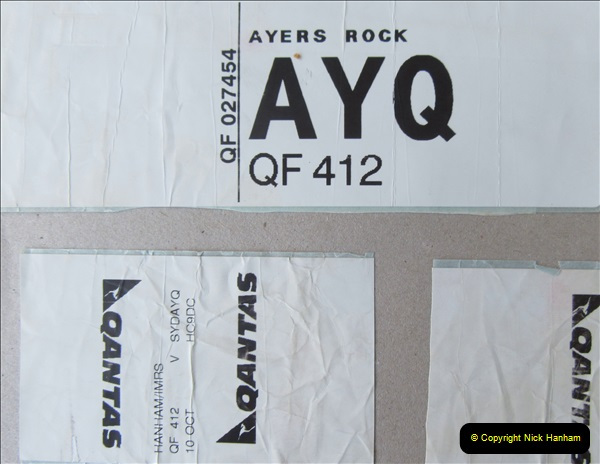 AYERS ROCK
AYQ
QF 412
QF 027454
QANTAS
HANHAM/IMRS
QF 412 V SYDAYQ
10 OCT HC9DC
QANTAS
QANTAS
© Copyright Nick Hanham